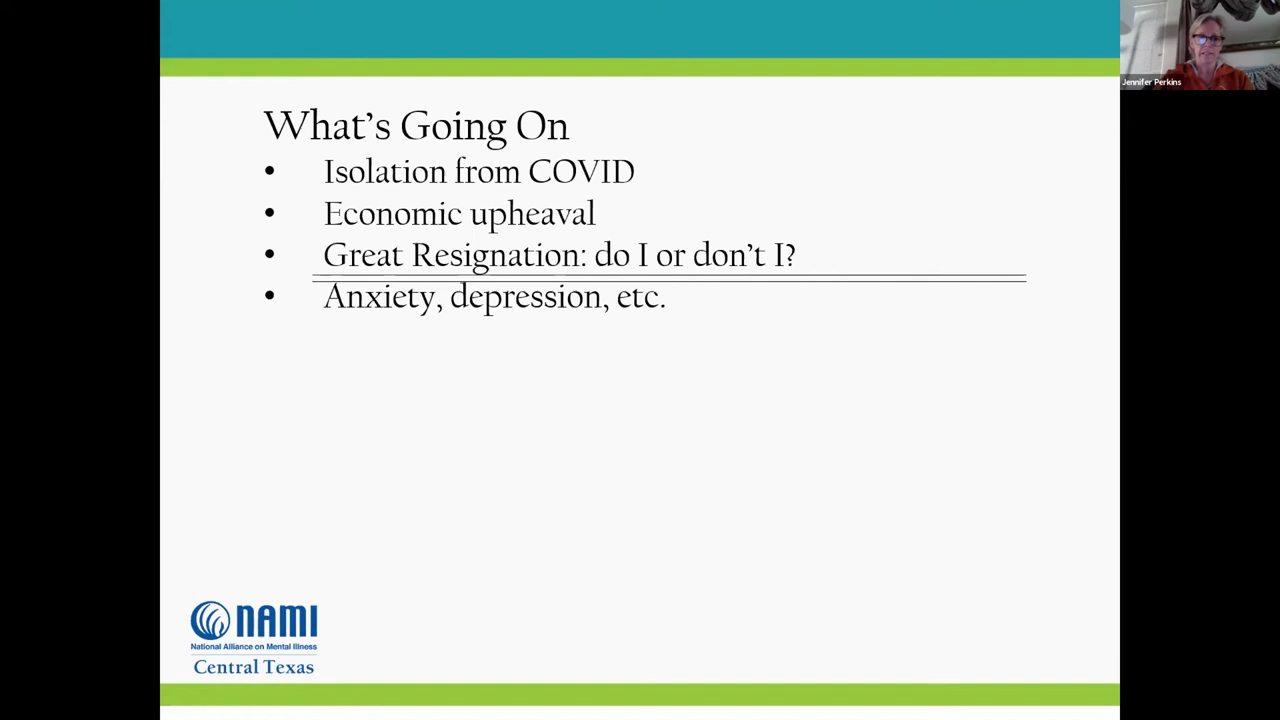 What's Going On
• Isolation from COVID
• Economic upheaval
• Great Resignation: do I or don't I?
• Anxiety, depression, etc.
NAMI
National Alliance on Mental Illness
Central Texas
Jennifer Perkins